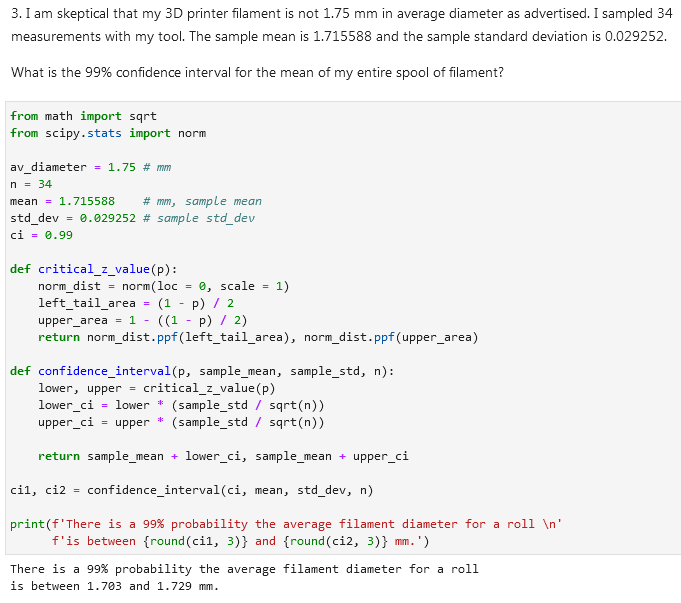 3. I am skeptical that my 3D printer filament is not 1.75 mm in average diameter as advertised. I sampled 34
measurements with my tool. The sample mean is 1.715588 and the sample standard deviation is 0.029252.
What is the 99% confidence interval for the mean of my entire spool of filament?
from math import sqrt
from scipy.stats import norm
av_diameter = 1.75 # mm
n = 34
mean = 1.715588    # mm, sample mean
std_dev = 0.029252 # sample std_dev
ci = 0.99
def critical_z_value(p):
    norm_dist = norm(loc = 0, scale = 1)
    left_tail_area = (1 - p) / 2
    upper_area = 1 - ((1 - p) / 2)
    return norm_dist.ppf(left_tail_area), norm_dist.ppf(upper_area)
def confidence_interval(p, sample_mean, sample_std, n):
    lower, upper = critical_z_value(p)
    lower_ci = lower * (sample_std / sqrt(n))
    upper_ci = upper * (sample_std / sqrt(n))
    return sample_mean + lower_ci, sample_mean + upper_ci
ci1, ci2 = confidence_interval(ci, mean, std_dev, n)
print(f'There is a 99% probability the average filament diameter for a roll \n'
      f'is between {round(ci1, 3)} and {round(ci2, 3)} mm.')
There is a 99% probability the average filament diameter for a roll
is between 1.703 and 1.729 mm.